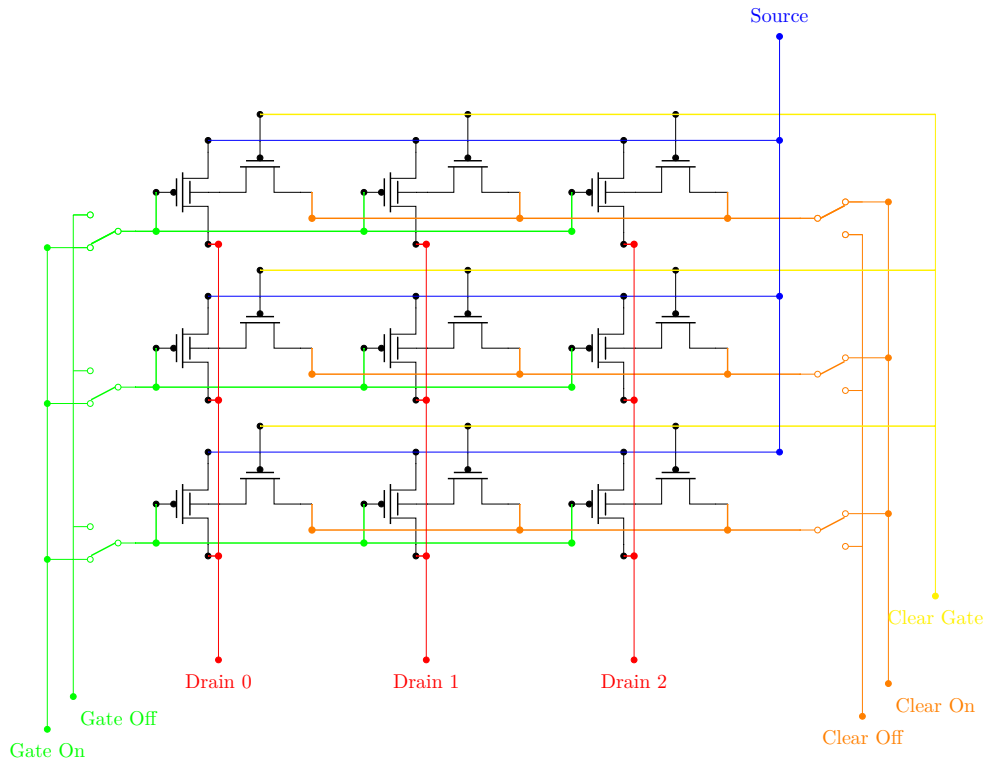 Source
Clear Gate
Drain 0
Drain 1
Drain 2
Clear On
Gate Off
Clear Off
Gate On